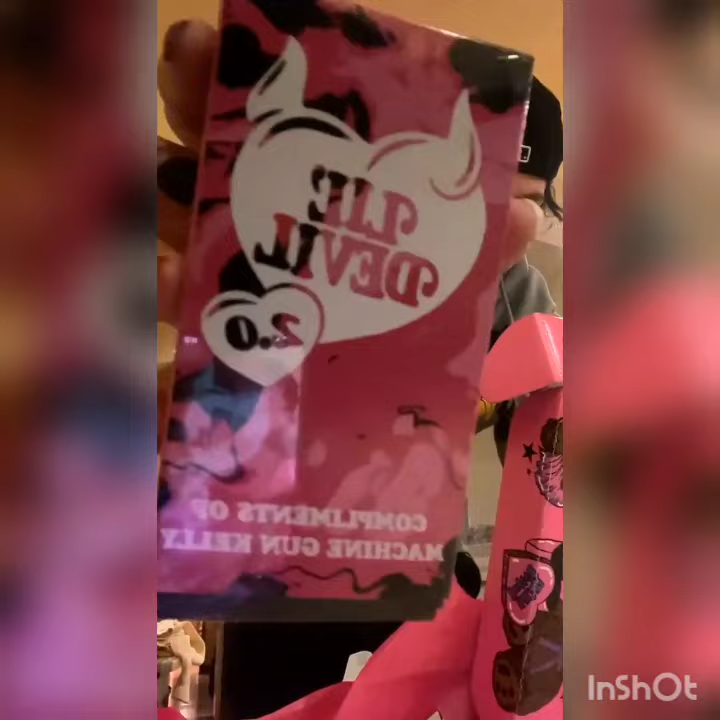 LIL
DEVIL
2.0
COMPLIMENTS OF
MACHINE GUN KELLY
InShOt